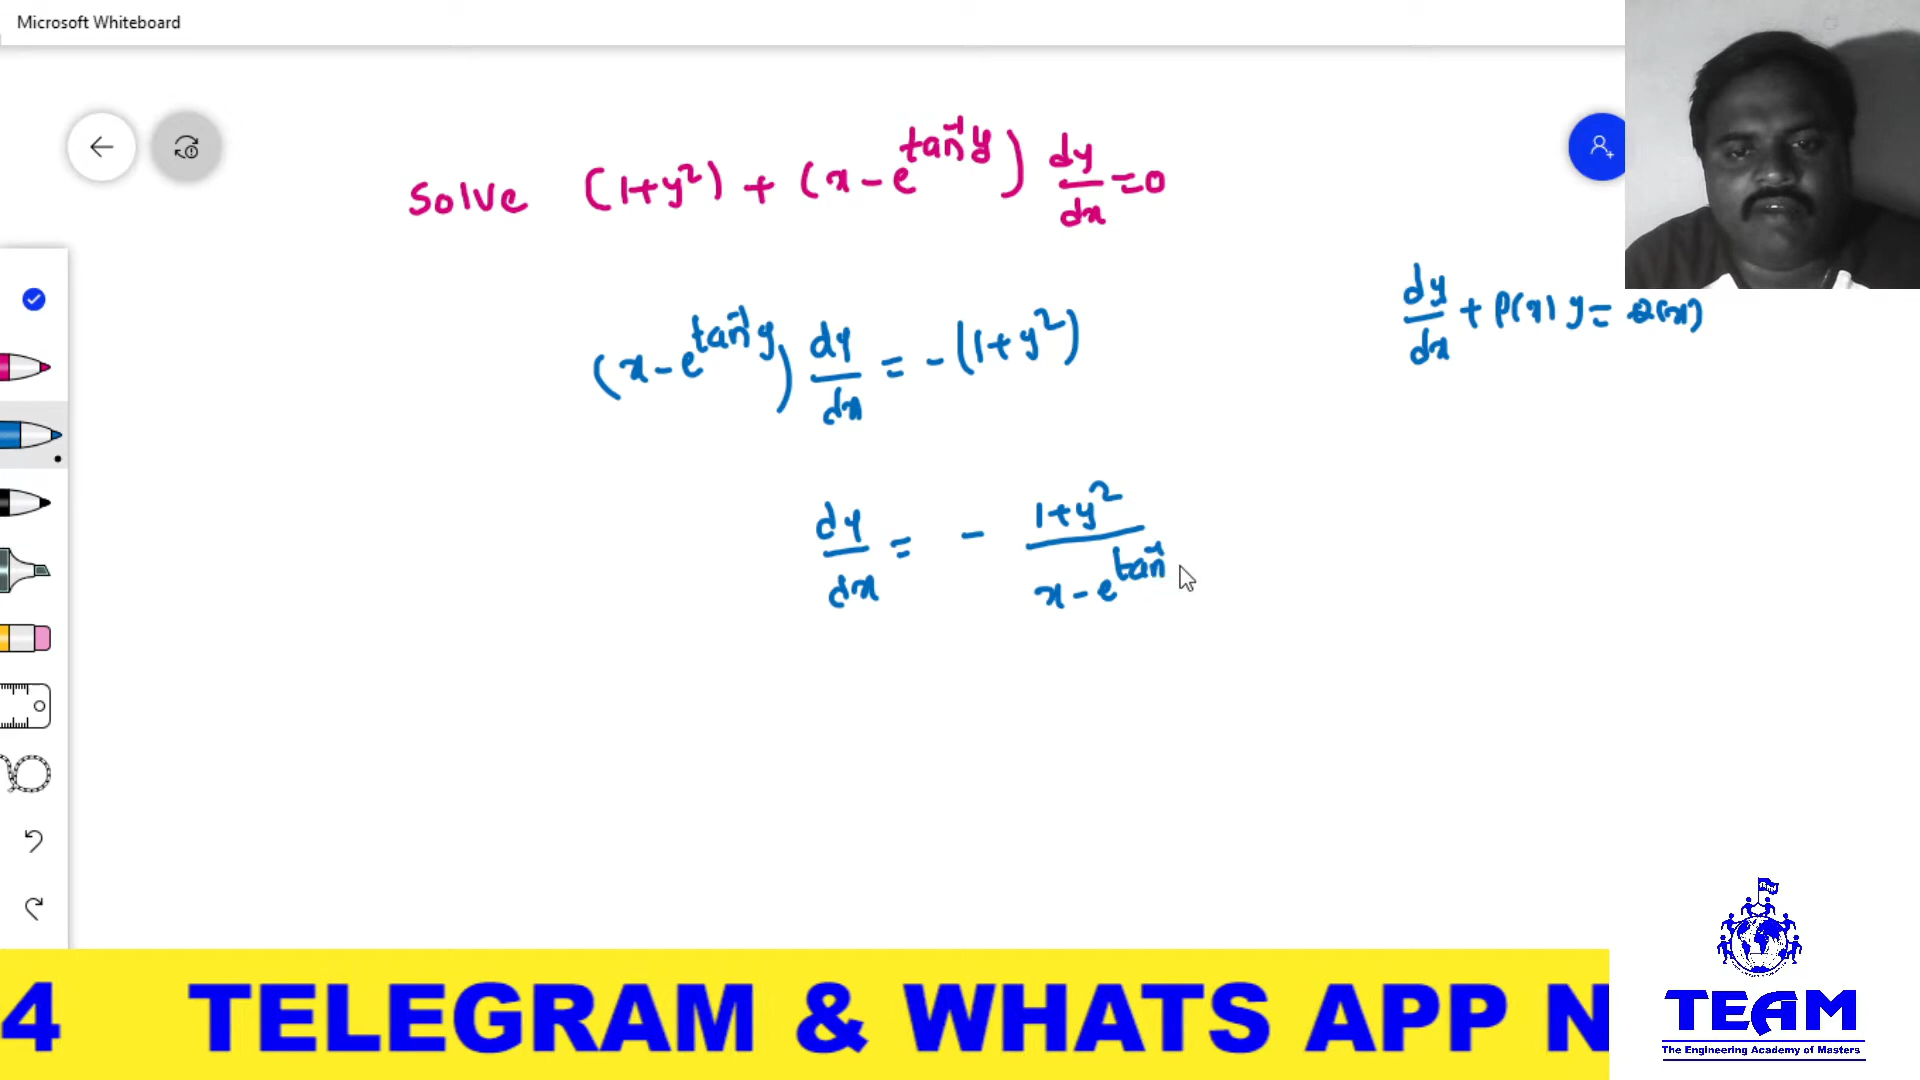 Microsoft Whiteboard
Solve (1+y²) + (x-e^{tan⁻¹y}) dy/dx =0
(x-e^{tan⁻¹y}) dy/dx = -(1+y²)
dy/dx + P(x) y = Q(x)
dy/dx = - 1+y²/x-e^{tan⁻¹}
4 TELEGRAM & WHATS APP N
TEAM
The Engineering Academy of Masters